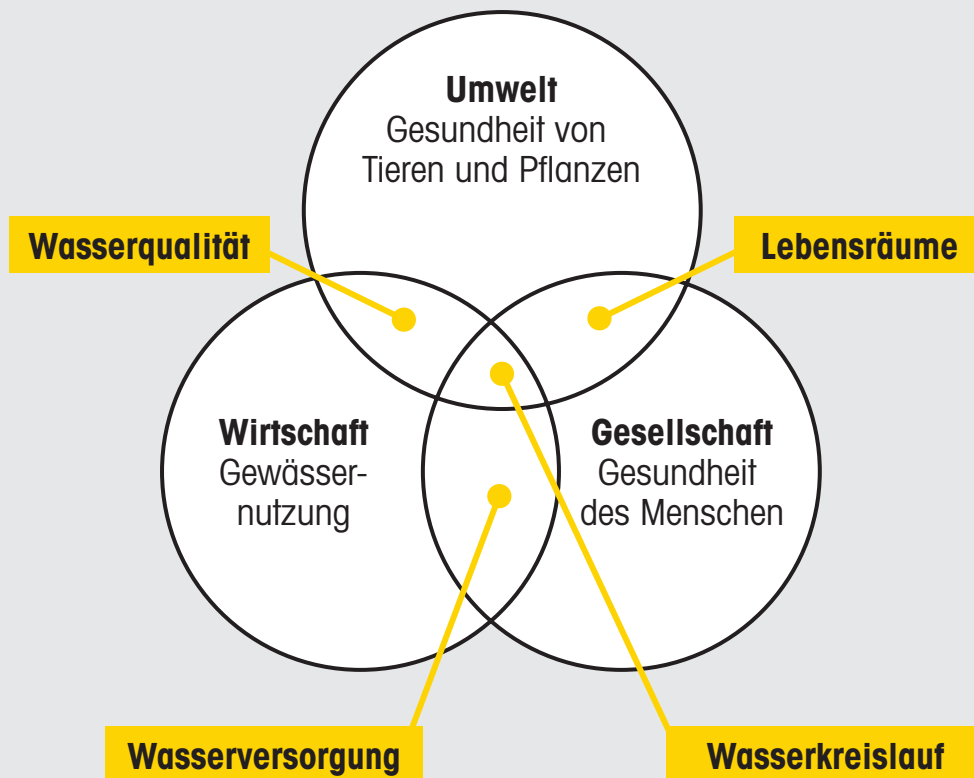 Umwelt
Gesundheit von
Tieren und Pflanzen
Wasserqualität
Lebensräume
Wirtschaft
Gewässer-
nutzung
Gesellschaft
Gesundheit
des Menschen
Wasserversorgung
Wasserkreislauf